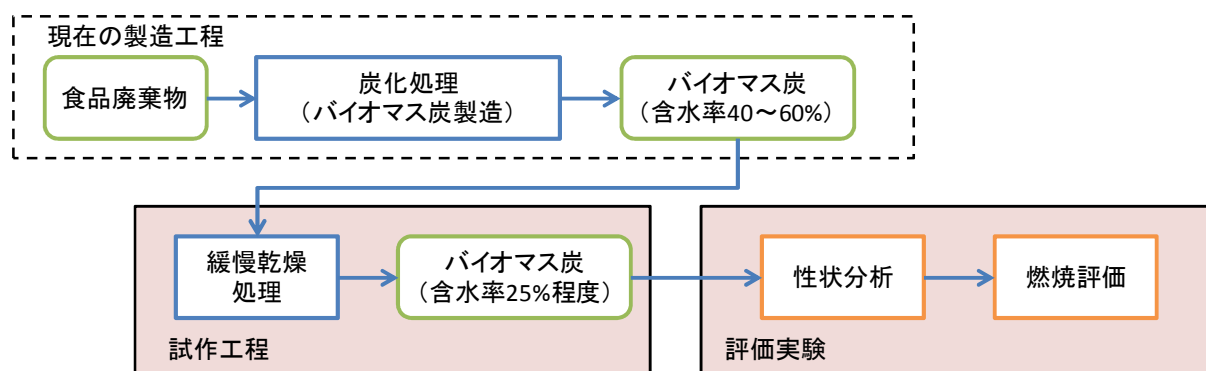 現在の製造工程
食品廃棄物
炭化処理
（バイオマス炭製造）
バイオマス炭
（含水率40～60%）
緩慢乾燥
処理
バイオマス炭
（含水率25%程度）
試作工程
性状分析
燃焼評価
評価実験